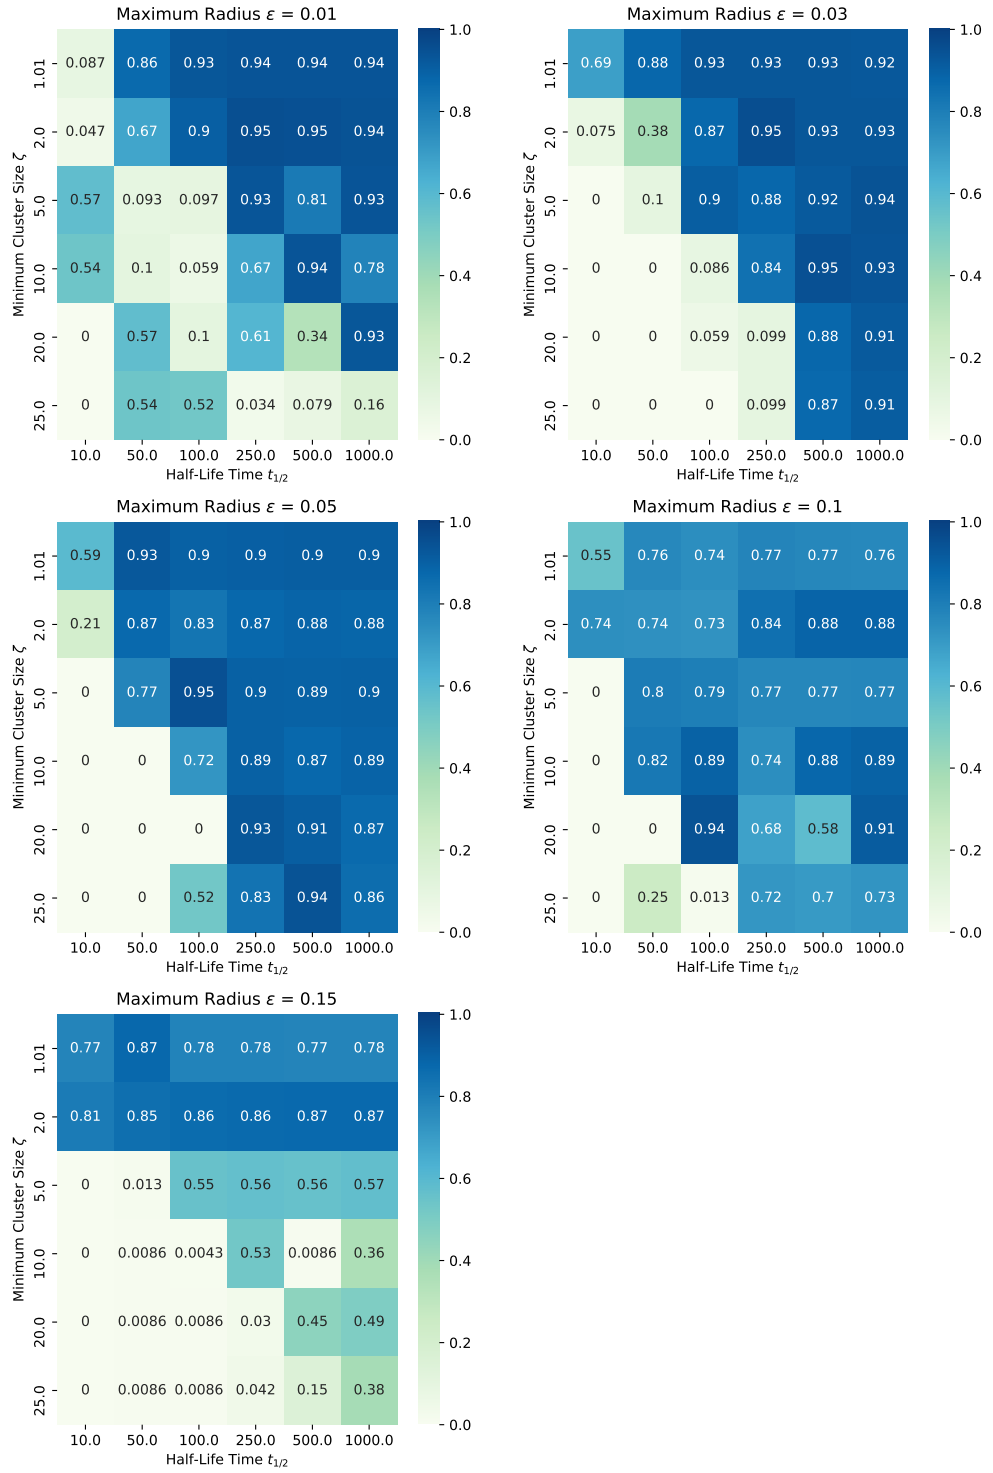 Maximum Radius ε = 0.01
Minimum Cluster Size ζ
1.01 0.087 0.86 0.93 0.94 0.94 0.94
2.0 0.047 0.67 0.9 0.95 0.95 0.94
5.0 0.57 0.093 0.097 0.93 0.81 0.93
10.0 0.54 0.1 0.059 0.67 0.94 0.78
20.0 0 0.57 0.1 0.61 0.34 0.93
25.0 0 0.54 0.52 0.034 0.079 0.16
10.0 50.0 100.0 250.0 500.0 1000.0
Half-Life Time t1/2
1.0
0.8
0.6
0.4
0.2
0.0
Maximum Radius ε = 0.03
Minimum Cluster Size ζ
1.01 0.69 0.88 0.93 0.93 0.93 0.92
2.0 0.075 0.38 0.87 0.95 0.93 0.93
5.0 0 0.1 0.9 0.88 0.92 0.94
10.0 0 0 0.086 0.84 0.95 0.93
20.0 0 0 0.059 0.099 0.88 0.91
25.0 0 0 0 0.099 0.87 0.91
10.0 50.0 100.0 250.0 500.0 1000.0
Half-Life Time t1/2
1.0
0.8
0.6
0.4
0.2
0.0
Maximum Radius ε = 0.05
Minimum Cluster Size ζ
1.01 0.59 0.93 0.9 0.9 0.9 0.9
2.0 0.21 0.87 0.83 0.87 0.88 0.88
5.0 0 0.77 0.95 0.9 0.89 0.9
10.0 0 0 0.72 0.89 0.87 0.89
20.0 0 0 0 0.93 0.91 0.87
25.0 0 0 0.52 0.83 0.94 0.86
10.0 50.0 100.0 250.0 500.0 1000.0
Half-Life Time t1/2
1.0
0.8
0.6
0.4
0.2
0.0
Maximum Radius ε = 0.1
Minimum Cluster Size ζ
1.01 0.55 0.76 0.74 0.77 0.77 0.76
2.0 0.74 0.74 0.73 0.84 0.88 0.88
5.0 0 0.8 0.79 0.77 0.77 0.77
10.0 0 0.82 0.89 0.74 0.88 0.89
20.0 0 0 0.94 0.68 0.58 0.91
25.0 0 0.25 0.013 0.72 0.7 0.73
10.0 50.0 100.0 250.0 500.0 1000.0
Half-Life Time t1/2
1.0
0.8
0.6
0.4
0.2
0.0
Maximum Radius ε = 0.15
Minimum Cluster Size ζ
1.01 0.77 0.87 0.78 0.78 0.77 0.78
2.0 0.81 0.85 0.86 0.86 0.87 0.87
5.0 0 0.013 0.55 0.56 0.56 0.57
10.0 0 0.0086 0.0043 0.53 0.0086 0.36
20.0 0 0.0086 0.0086 0.03 0.45 0.49
25.0 0 0.0086 0.0086 0.042 0.15 0.38
10.0 50.0 100.0 250.0 500.0 1000.0
Half-Life Time t1/2
1.0
0.8
0.6
0.4
0.2
0.0